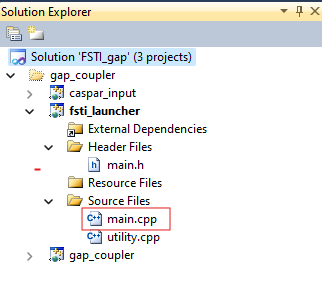 Solution Explorer
Solution 'FSTI_gap' (3 projects)
gap_coupler
caspar_input
fsti_launcher
External Dependencies
Header Files
main.h
Resource Files
Source Files
main.cpp
utility.cpp
gap_coupler